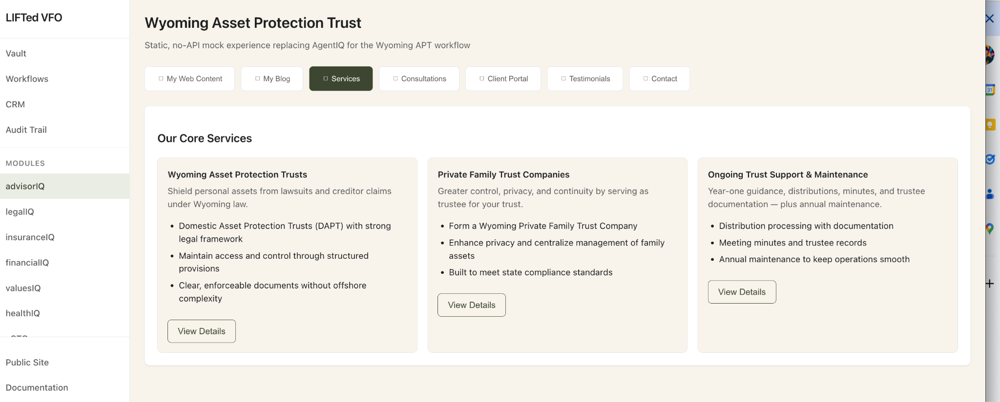 LIFTed VFO
Vault
Workflows
CRM
Audit Trail
MODULES
advisorIQ
legalIQ
insuranceIQ
financialIQ
valuesIQ
healthIQ
Public Site
Documentation
Wyoming Asset Protection Trust
Static, no-API mock experience replacing AgentIQ for the Wyoming APT workflow
My Web Content
My Blog
Services
Consultations
Client Portal
Testimonials
Contact
Our Core Services
Wyoming Asset Protection Trusts
Shield personal assets from lawsuits and creditor claims
under Wyoming law.
• Domestic Asset Protection Trusts (DAPT) with strong
legal framework
• Maintain access and control through structured
provisions
• Clear, enforceable documents without offshore
complexity
View Details
Private Family Trust Companies
Greater control, privacy, and continuity by serving as
trustee for your trust.
• Form a Wyoming Private Family Trust Company
• Enhance privacy and centralize management of family
assets
• Built to meet state compliance standards
View Details
Ongoing Trust Support & Maintenance
Year-one guidance, distributions, minutes, and trustee
documentation — plus annual maintenance.
• Distribution processing with documentation
• Meeting minutes and trustee records
• Annual maintenance to keep operations smooth
View Details
31